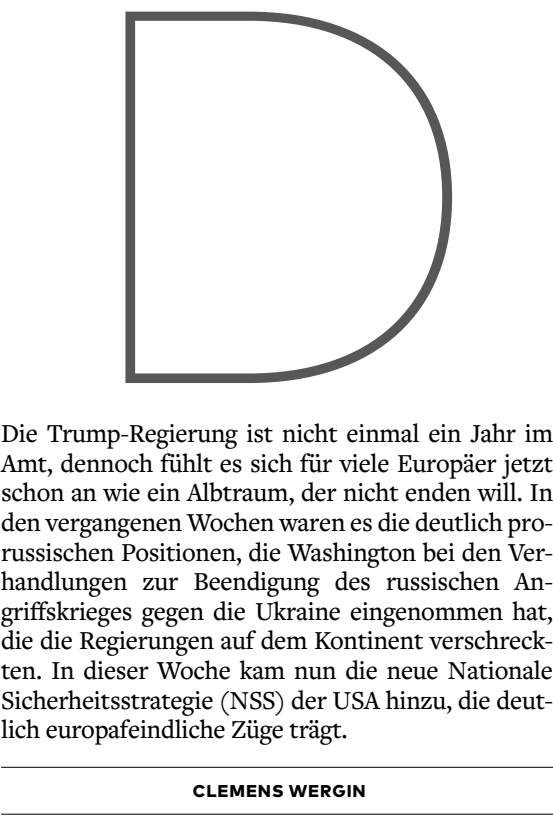 D
Die Trump-Regierung ist nicht einmal ein Jahr im
Amt, dennoch fühlt es sich für viele Europäer jetzt
schon an wie ein Albtraum, der nicht enden will. In
den vergangenen Wochen waren es die deutlich pro-
russischen Positionen, die Washington bei den Ver-
handlungen zur Beendigung des russischen An-
griffskrieges gegen die Ukraine eingenommen hat,
die die Regierungen auf dem Kontinent verschreck-
ten. In dieser Woche kam nun die neue Nationale
Sicherheitsstrategie (NSS) der USA hinzu, die deut-
lich europafeindliche Züge trägt.
CLEMENS WERGIN